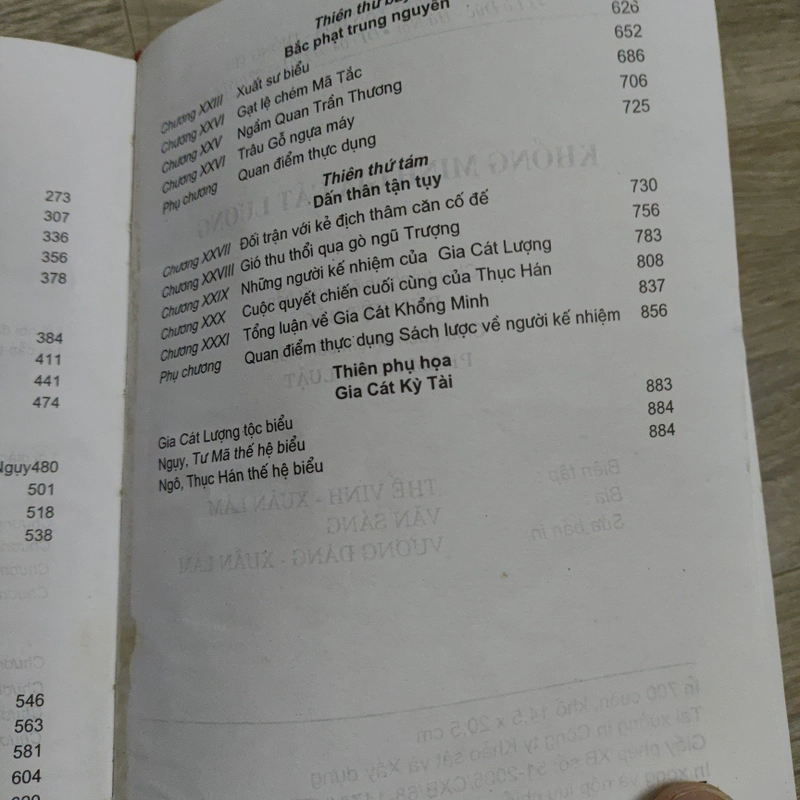 273
307
336
356
378
384
411
441
474
Ngụy480
501
518
538
546
563
581
604
Thiên thứ
Bắc phạt trung nguyên
Chương XXIII Xuất sư biểu 626
Chương XXVI Gạt lệ chém Mã Tắc 652
Chương XXV Ngầm Quan Trần Thương 686
Chương XXVI Trâu Gỗ ngựa máy 706
Phụ chương Quan điểm thực dụng 725
Thiên thứ tám
Dấn thân tận tụy
Chương XXVII Đối trận với kẻ địch thâm căn cố đế 730
Chương XXVIII Gió thu thổi qua gò ngũ Trượng 756
Chương XXIX Những người kế nhiệm của Gia Cát Lượng 783
Chương XXX Cuộc quyết chiến cuối cùng của Thục Hán 808
Chương XXXI Tổng luận về Gia Cát Khổng Minh 837
Phụ chương Quan điểm thực dụng Sách lược về người kế nhiệm 856
Thiên phụ họa
Gia Cát Kỳ Tài
Gia Cát Lượng tộc biểu 883
Ngụy, Tư Mã thế hệ biểu 884
Ngô, Thục Hán thế hệ biểu 884